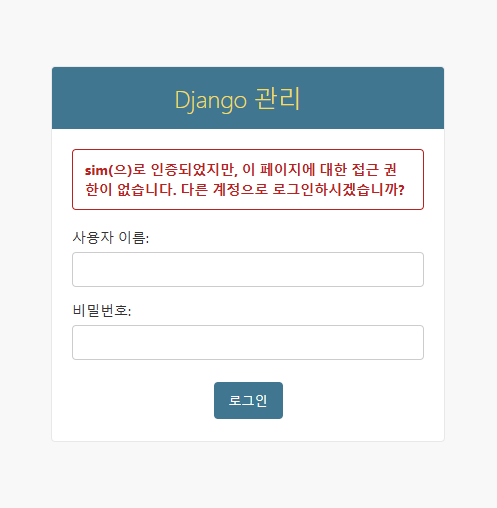 Django 관리
sim(으)로 인증되었지만, 이 페이지에 대한 접근 권
한이 없습니다. 다른 계정으로 로그인하시겠습니까?
사용자 이름:
비밀번호:
로그인